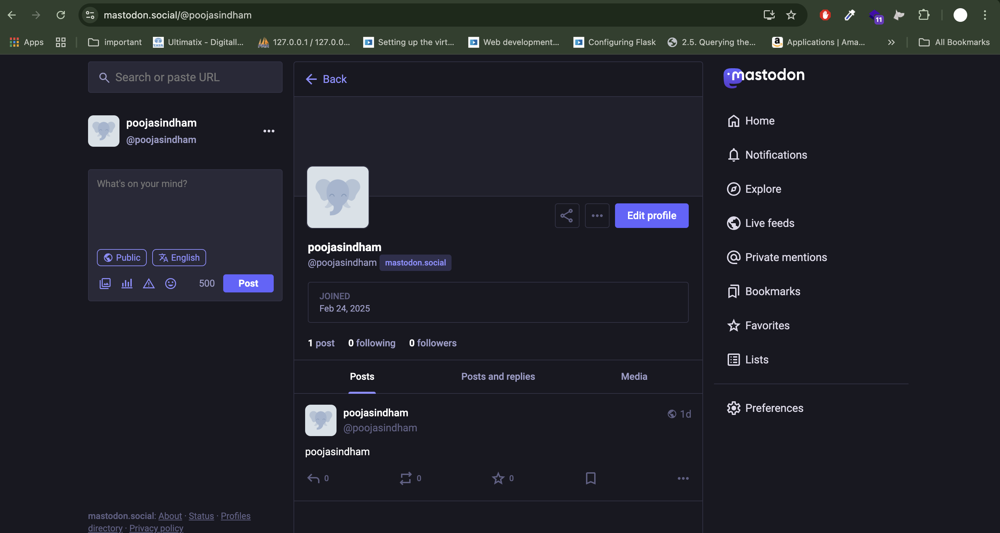 mastodon.social/@poojasindham
11
Apps
important
Ultimatix - Digitall...
127.0.0.1 / 127.0.0...
Setting up the virt...
Web development...
Configuring Flask
2.5. Querying the...
Applications | Ama...
All Bookmarks
Search or paste URL
poojasindham
@poojasindham
What's on your mind?
Public
English
500
Post
mastodon.social: About · Status · Profiles
directory · Privacy policy
Back
Edit profile
poojasindham
@poojasindham mastodon.social
JOINED
Feb 24, 2025
1 post 0 following 0 followers
Posts
Posts and replies
Media
poojasindham
1d
@poojasindham
poojasindham
0
0
0
mastodon
Home
Notifications
Explore
Live feeds
Private mentions
Bookmarks
Favorites
Lists
Preferences